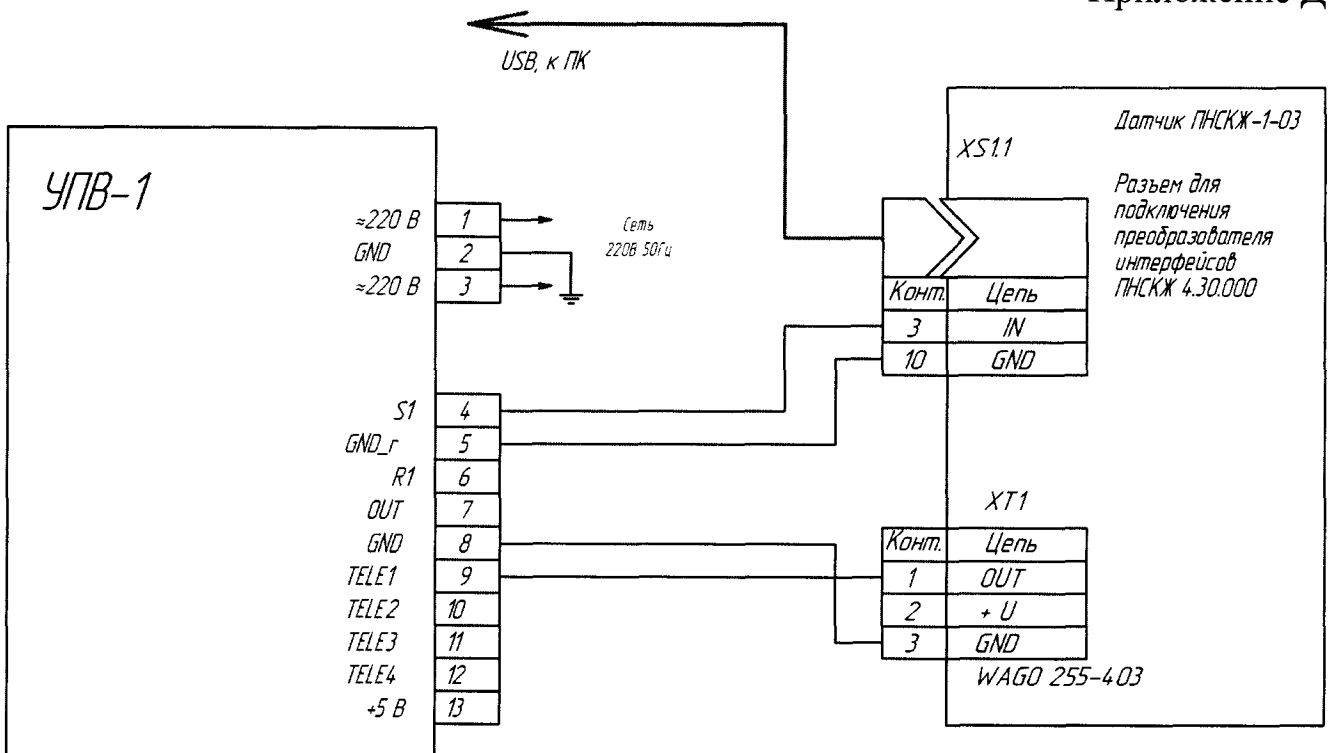 Приложение Д
USB, к ПК
УПВ-1
≈220 В 1
GND 2
≈220 В 3
Сеть
220В 50Гц
S1 4
GND_г 5
R1 6
OUT 7
GND 8
TELE1 9
TELE2 10
TELE3 11
TELE4 12
+5 В 13
XS1.1
Датчик ПНСКЖ-1-03
Разъем для
подключения
преобразователя
интерфейсов
ПНСКЖ 4.30.000
Конт. Цепь
3 IN
10 GND
XT1
Конт. Цепь
1 OUT
2 + U
3 GND
WAGO 255-403